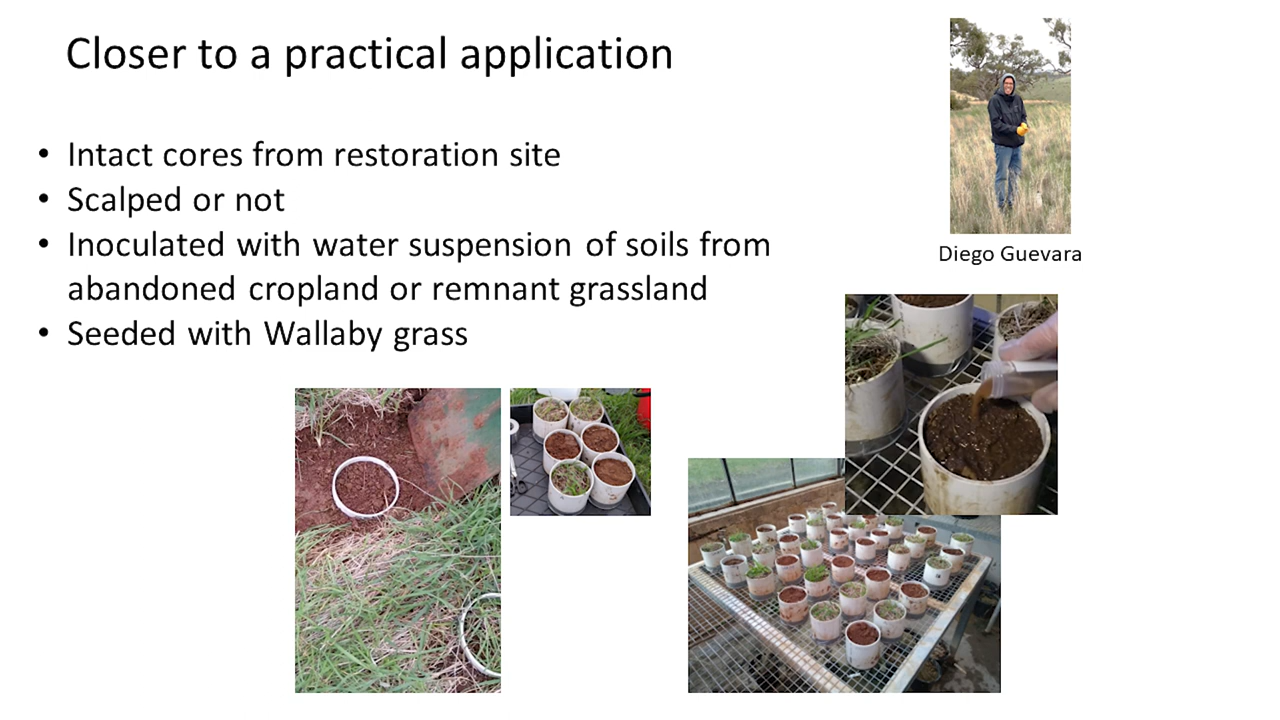 Closer to a practical application
• Intact cores from restoration site
• Scalped or not
• Inoculated with water suspension of soils from
abandoned cropland or remnant grassland
• Seeded with Wallaby grass
Diego Guevara